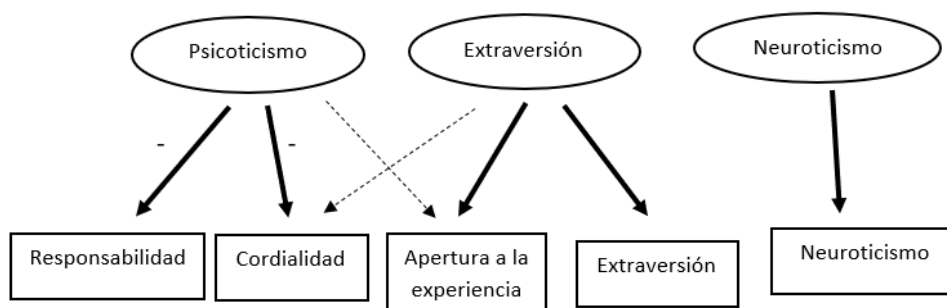 Psicoticismo
Extraversión
Neuroticismo
-
-
Responsabilidad
Cordialidad
Apertura a la
experiencia
Extraversión
Neuroticismo